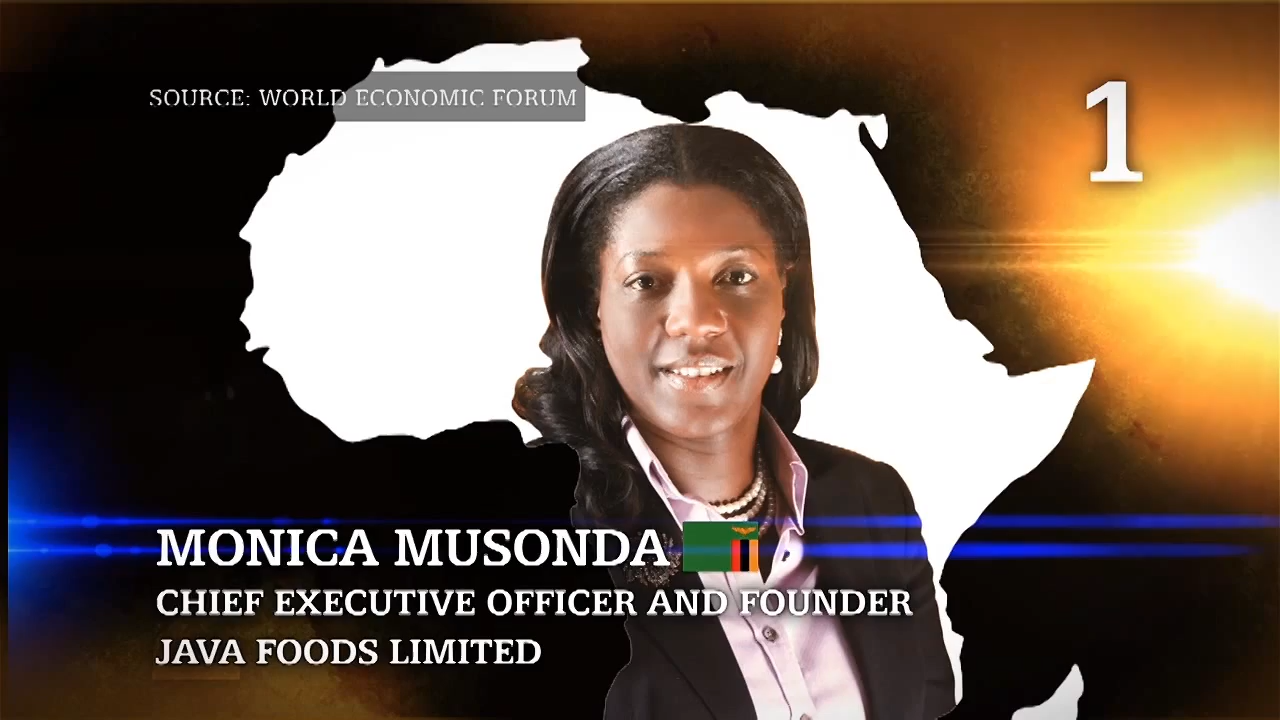 SOURCE: WORLD ECONOMIC FORUM
1
MONICA MUSONDA
CHIEF EXECUTIVE OFFICER AND FOUNDER
JAVA FOODS LIMITED